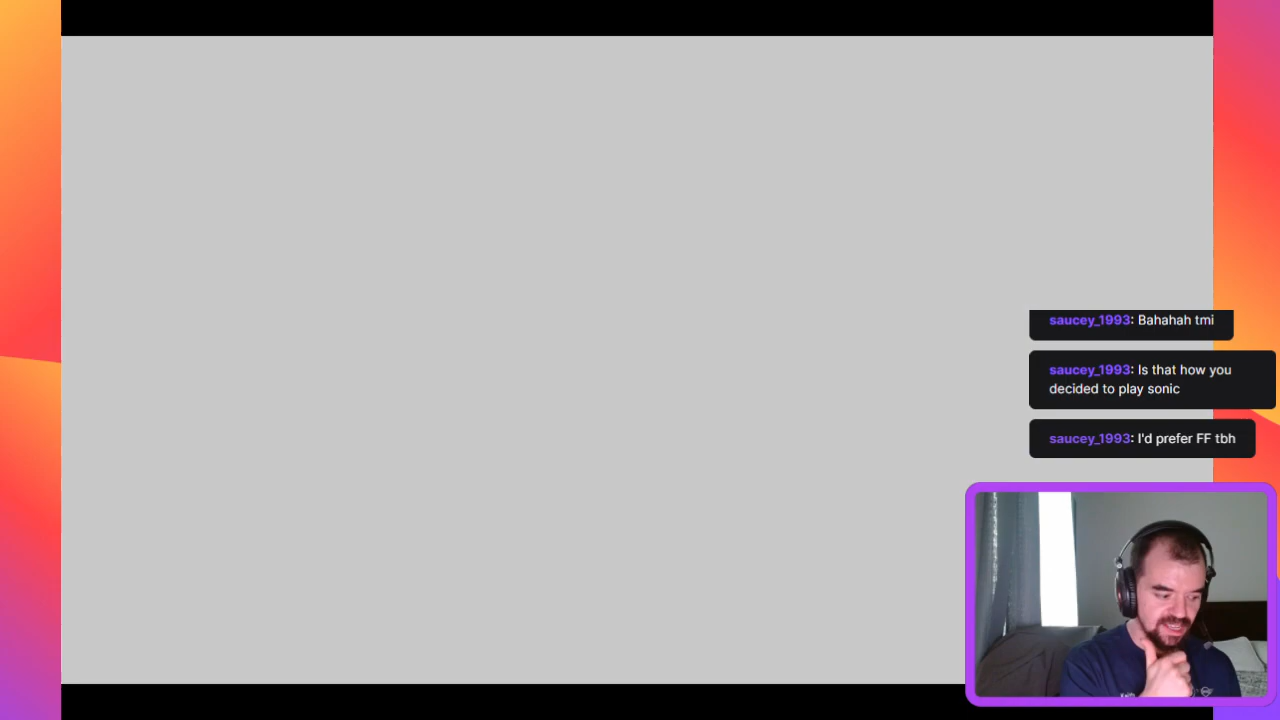 saucey_1993: Bahahah tmi
saucey_1993: Is that how you
decided to play sonic
saucey_1993: I'd prefer FF tbh